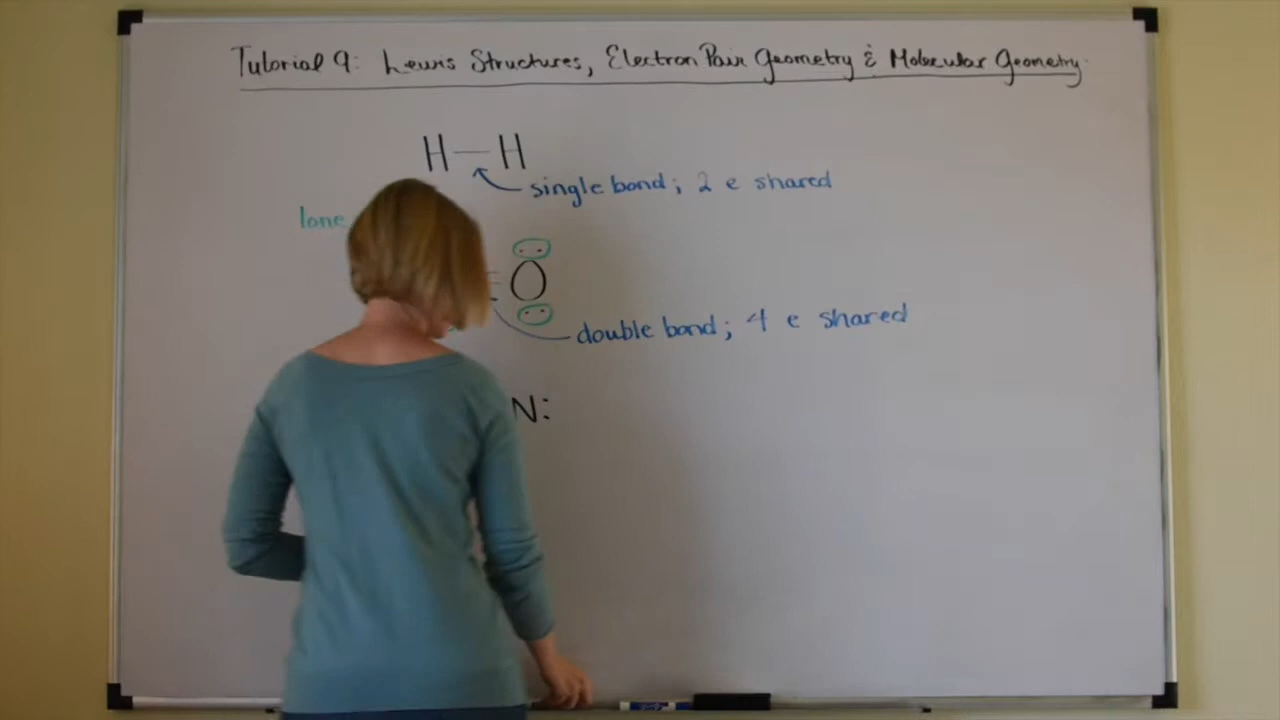 Tutorial 9: Lewis Structures, Electron Pair Geometry & Molecular Geometry
H—H
single bond; 2 e shared
lone
O
double bond; 4 e shared
N: